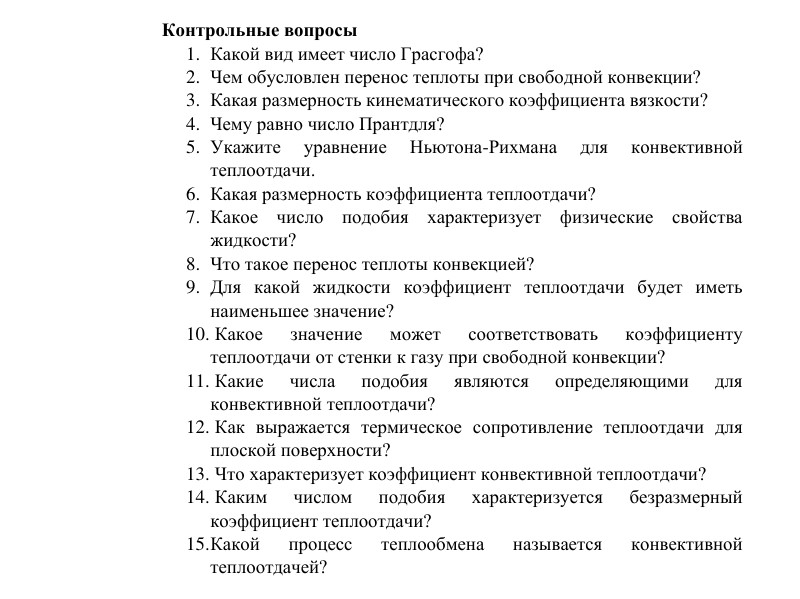 Контрольные вопросы
1. Какой вид имеет число Грасгофа?
2. Чем обусловлен перенос теплоты при свободной конвекции?
3. Какая размерность кинематического коэффициента вязкости?
4. Чему равно число Прантдля?
5. Укажите уравнение Ньютона-Рихмана для конвективной
теплоотдачи.
6. Какая размерность коэффициента теплоотдачи?
7. Какое число подобия характеризует физические свойства
жидкости?
8. Что такое перенос теплоты конвекцией?
9. Для какой жидкости коэффициент теплоотдачи будет иметь
наименьшее значение?
10. Какое значение может соответствовать коэффициенту
теплоотдачи от стенки к газу при свободной конвекции?
11. Какие числа подобия являются определяющими для
конвективной теплоотдачи?
12. Как выражается термическое сопротивление теплоотдачи для
плоской поверхности?
13. Что характеризует коэффициент конвективной теплоотдачи?
14. Каким числом подобия характеризуется безразмерный
коэффициент теплоотдачи?
15.Какой процесс теплообмена называется конвективной
теплоотдачей?